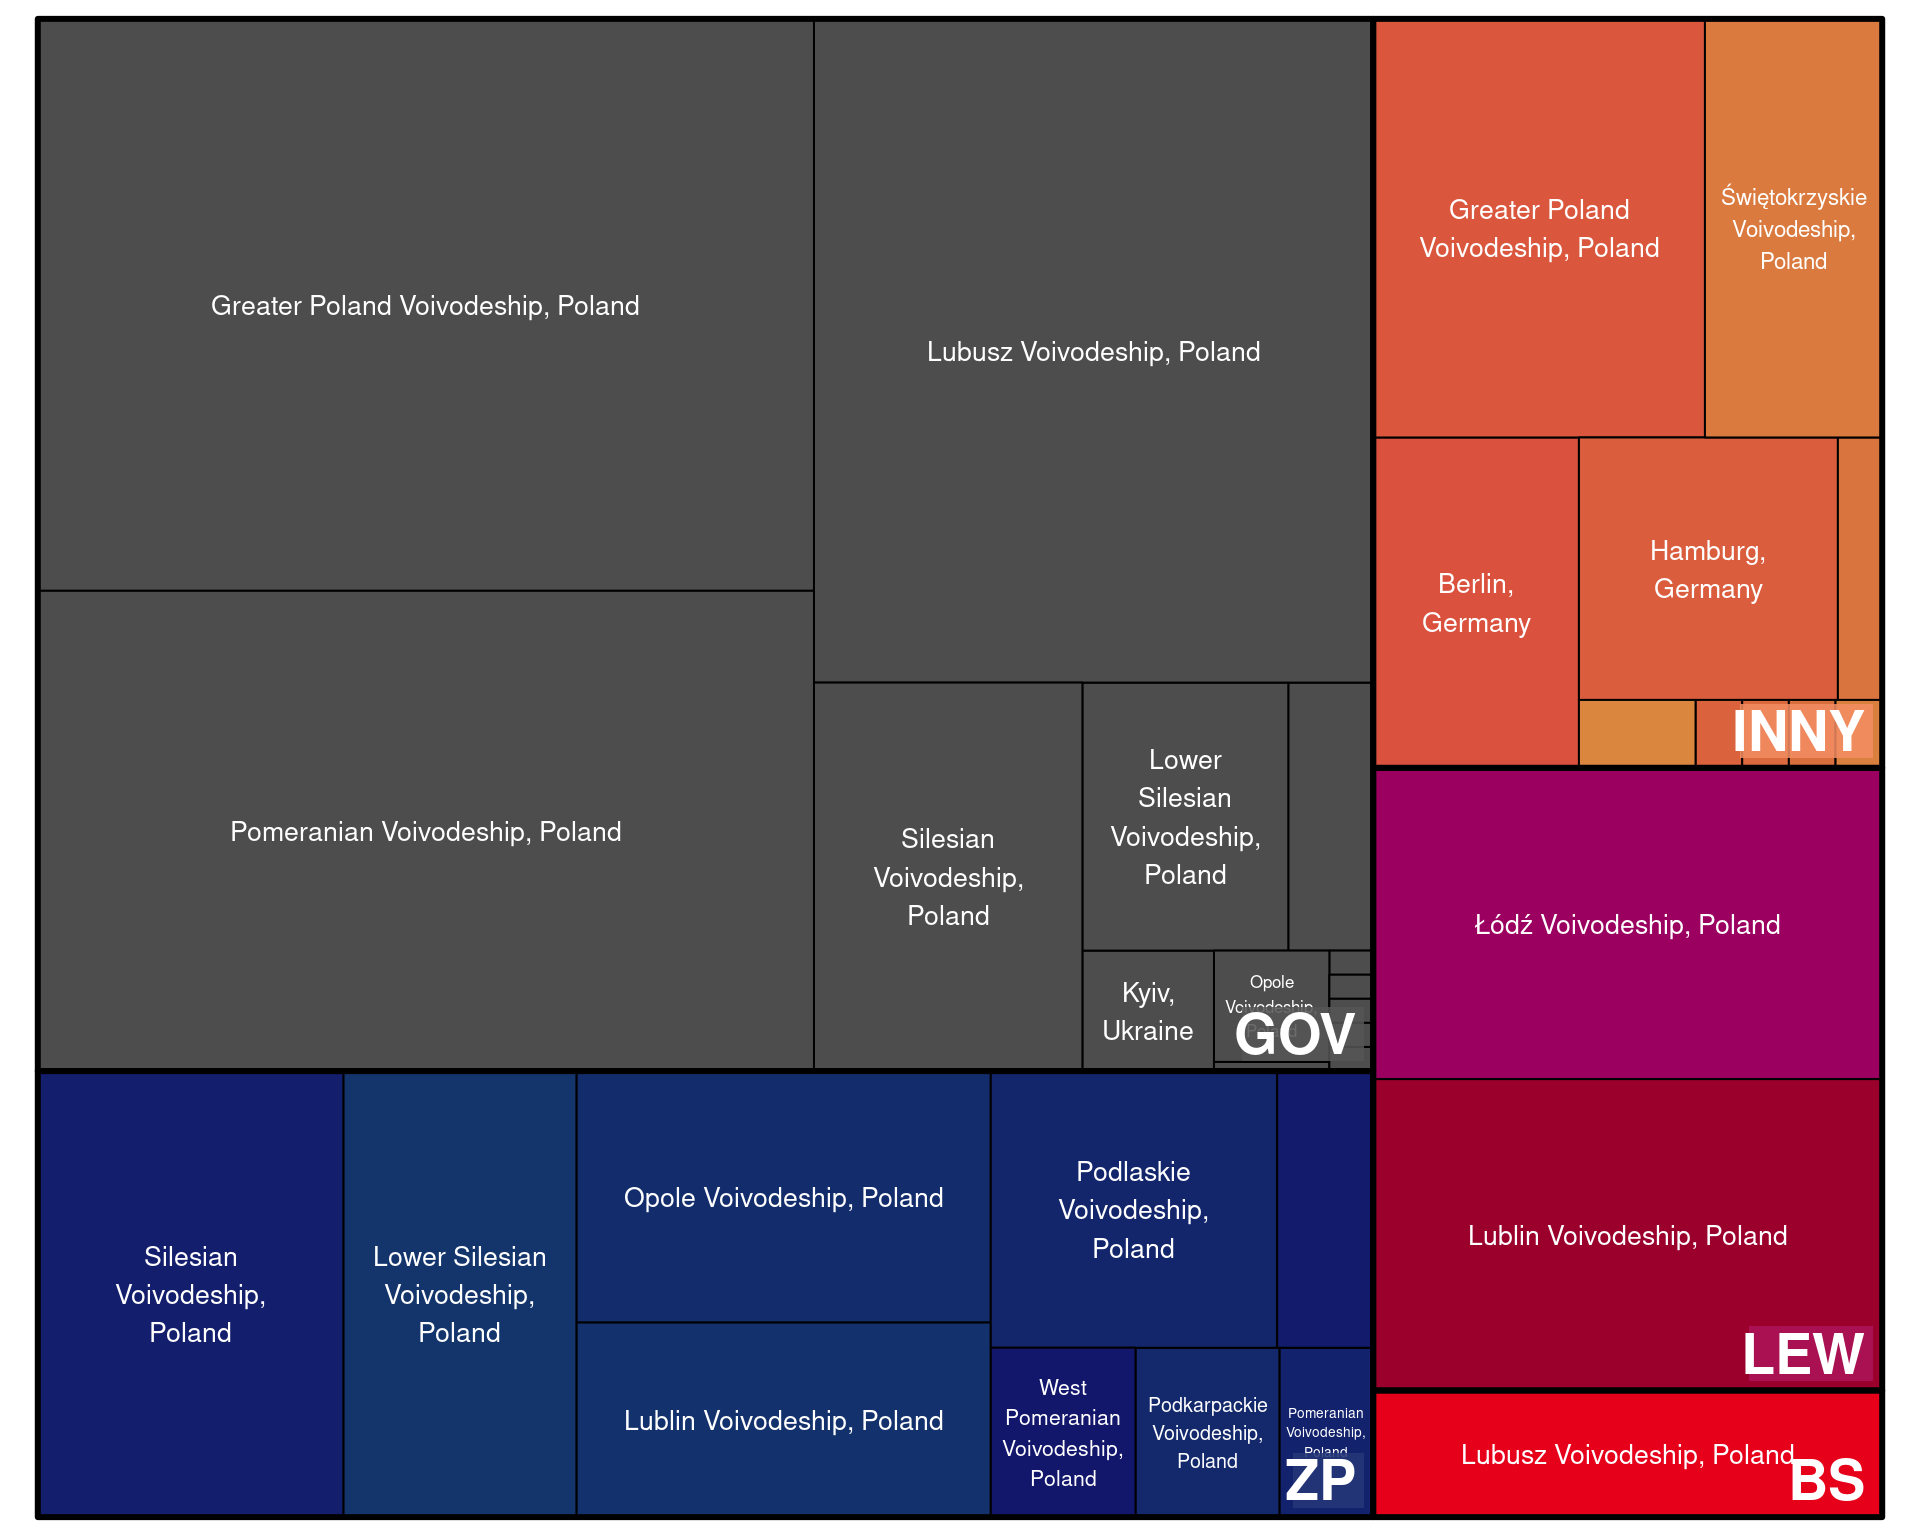 Greater Poland Voivodeship, Poland
Lubusz Voivodeship, Poland
Pomeranian Voivodeship, Poland
Silesian
Voivodeship,
Poland
Lower
Silesian
Voivodeship,
Poland
Kyiv,
Ukraine
Opole
Voivodeship,
Poland
GOV
Greater Poland
Voivodeship, Poland
Świętokrzyskie
Voivodeship,
Poland
Berlin,
Germany
Hamburg,
Germany
INNY
Łódź Voivodeship, Poland
Lublin Voivodeship, Poland
LEW
Silesian
Voivodeship,
Poland
Lower Silesian
Voivodeship,
Poland
Opole Voivodeship, Poland
Lublin Voivodeship, Poland
Podlaskie
Voivodeship,
Poland
West
Pomeranian
Voivodeship,
Poland
Podkarpackie
Voivodeship,
Poland
Pomeranian
Voivodeship,
Poland
ZP
Lubusz Voivodeship, Poland
BS